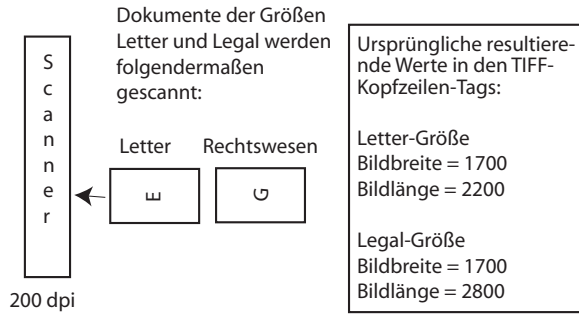 Dokumente der Größen
Letter und Legal werden
folgendermaßen
gescannt:
Scanner
200 dpi
Letter Rechtswesen
E G
Ursprüngliche resultiere-
nde Werte in den TIFF-
Kopfzeilen-Tags:
Letter-Größe
Bildbreite = 1700
Bildlänge = 2200
Legal-Größe
Bildbreite = 1700
Bildlänge = 2800